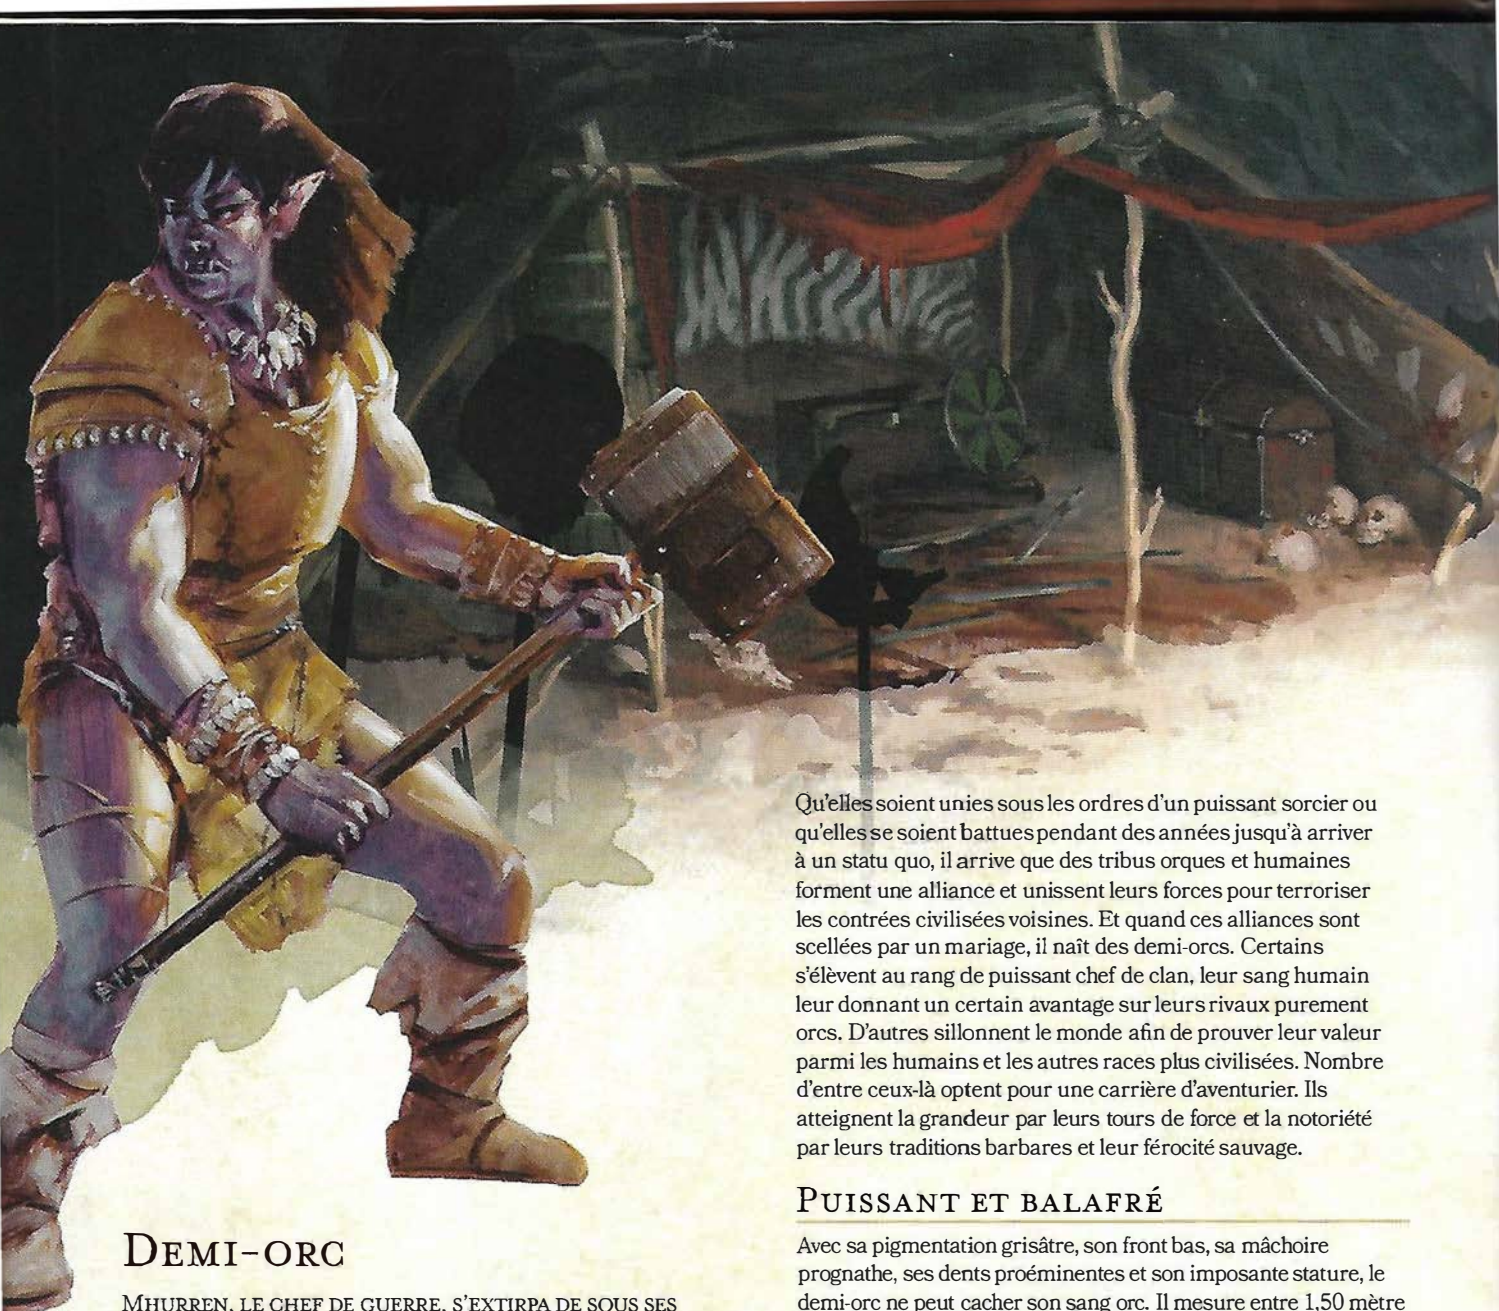 DEMI-ORC
MHURREN, LE CHEF DE GUERRE, S'EXTIRPA DE SOUS SES
Qu'elles soient unies sous les ordres d'un puissant sorcier ou
qu'elles se soient battues pendant des années jusqu'à arriver
à un statu quo, il arrive que des tribus orques et humaines
forment une alliance et unissent leurs forces pour terroriser
les contrées civilisées voisines. Et quand ces alliances sont
scellées par un mariage, il naît des demi-orcs. Certains
s'élèvent au rang de puissant chef de clan, leur sang humain
leur donnant un certain avantage sur leurs rivaux purement
orcs. D'autres sillonnent le monde afin de prouver leur valeur
parmi les humains et les autres races plus civilisées. Nombre
d'entre ceux-là optent pour une carrière d'aventurier. Ils
atteignent la grandeur par leurs tours de force et la notoriété
par leurs traditions barbares et leur férocité sauvage.
PUISSANT ET BALAFRÉ
Avec sa pigmentation grisâtre, son front bas, sa mâchoire
prognathe, ses dents proéminentes et son imposante stature, le
demi-orc ne peut cacher son sang orc. Il mesure entre 1,50 mètre